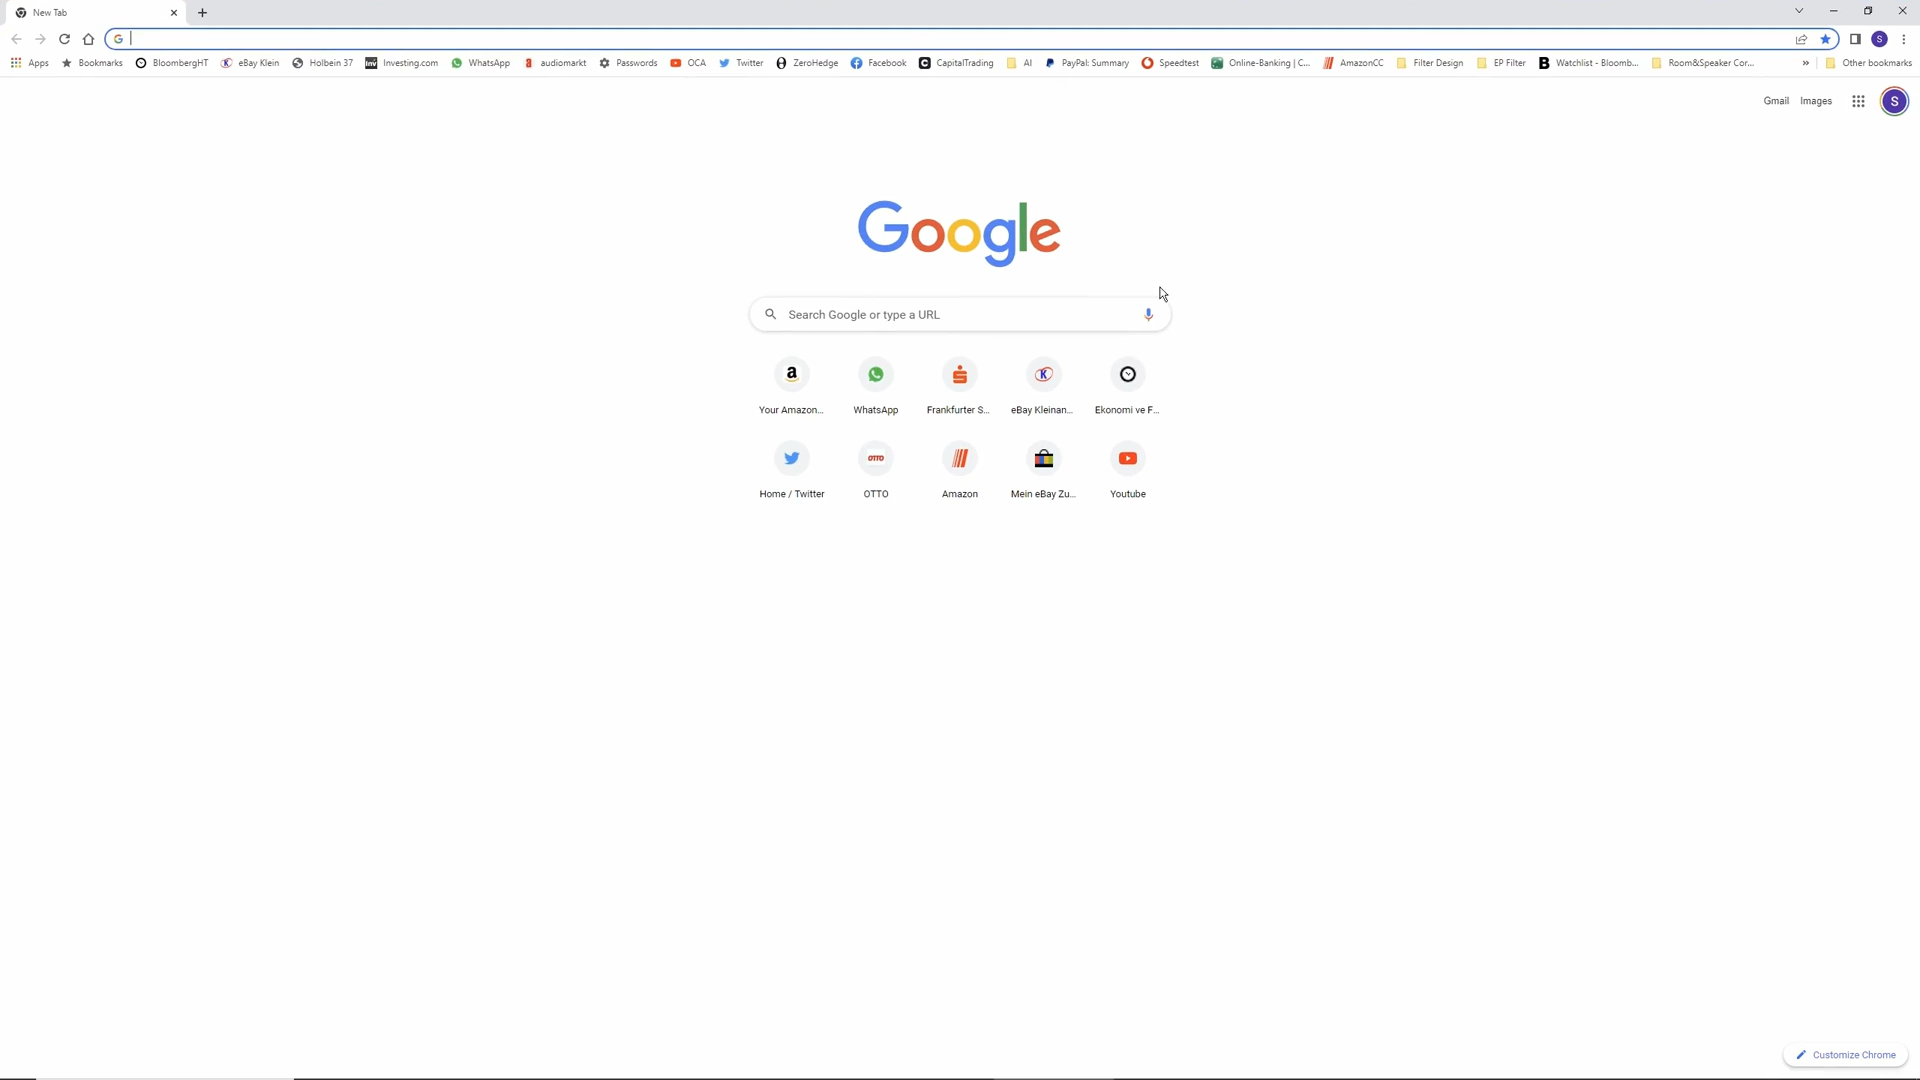 New Tab
Apps Bookmarks BloombergHT eBay Klein Holbein 37 Investing.com WhatsApp audiomarkt Passwords OCA Twitter ZeroHedge Facebook CapitalTrading AI PayPal: Summary Speedtest Online-Banking | C... AmazonCC Filter Design EP Filter Watchlist - Bloomb... Room&Speaker Cor... » Other bookmarks
Gmail Images S
Google
Search Google or type a URL
Your Amazon... WhatsApp Frankfurter S... eBay Kleinan... Ekonomi ve F...
OTTO
Home / Twitter OTTO Amazon Mein eBay Zu... Youtube
Customize Chrome